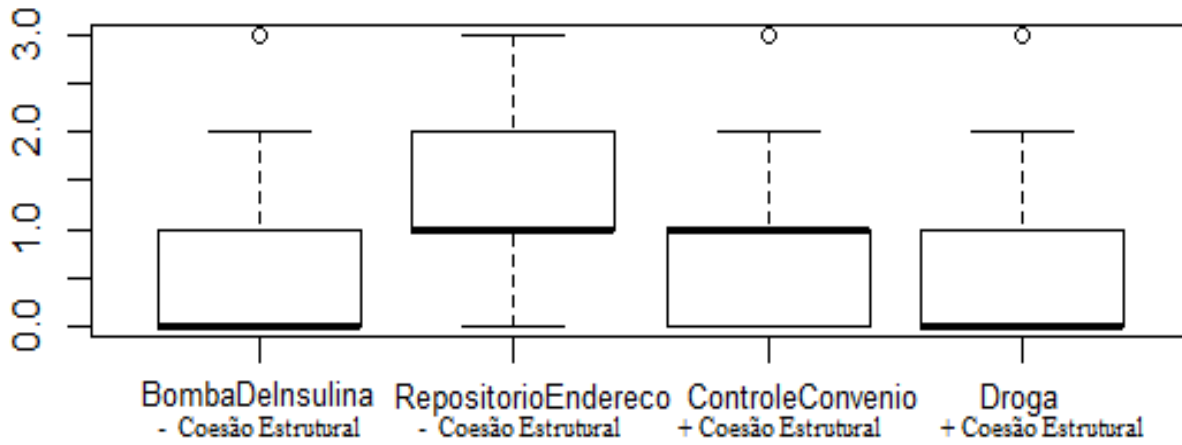 3.0
2.0
1.0
0.0
BombaDeInsulina RepositorioEndereco ControleConvenio Droga
- Coesão Estrutural - Coesão Estrutural + Coesão Estrutural + Coesão Estrutural